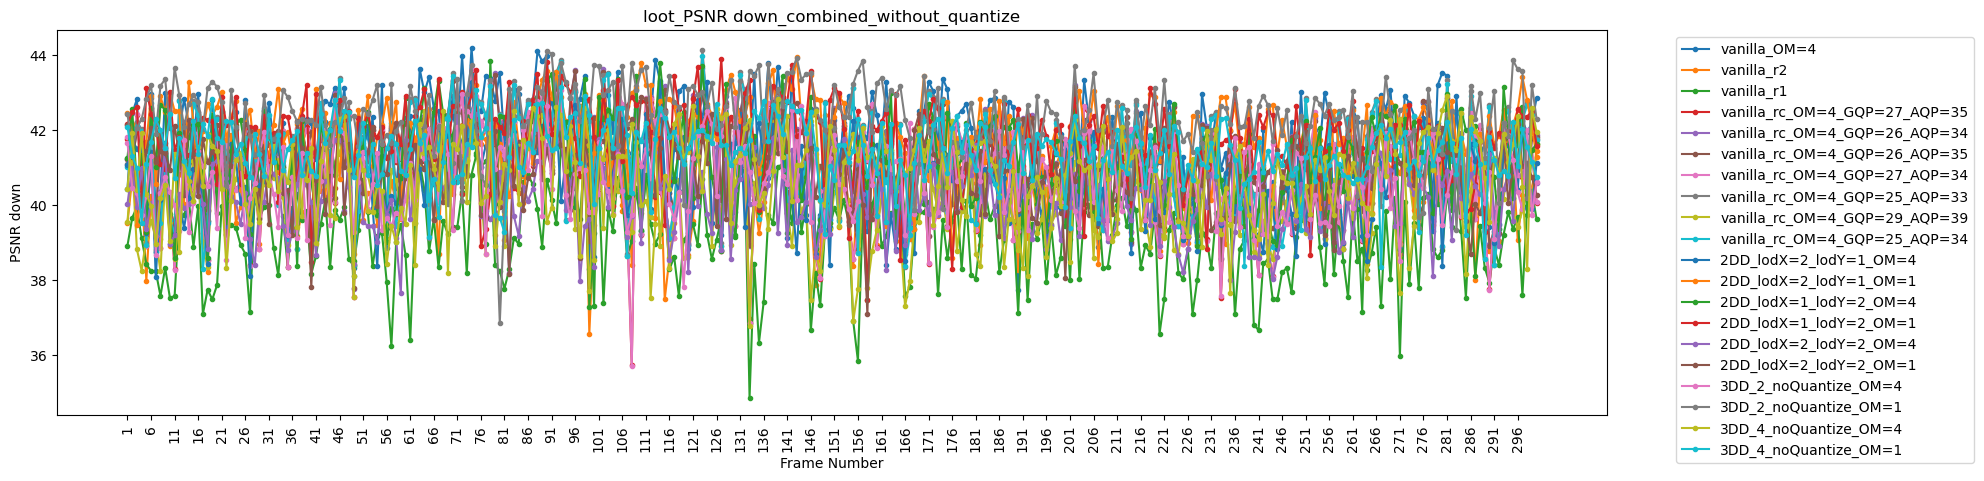 loot_PSNR down_combined_without_quantize
PSNR down
44
42
40
38
36
1 6 11 16 21 26 31 36 41 46 51 56 61 66 71 76 81 86 91 96 101 106 111 116 121 126 131 136 141 146 151 156 161 166 171 176 181 186 191 196 201 206 211 216 221 226 231 236 241 246 251 256 261 266 271 276 281 286 291 296
Frame Number
vanilla_OM=4
vanilla_r2
vanilla_r1
vanilla_rc_OM=4_GQP=27_AQP=35
vanilla_rc_OM=4_GQP=26_AQP=34
vanilla_rc_OM=4_GQP=26_AQP=35
vanilla_rc_OM=4_GQP=27_AQP=34
vanilla_rc_OM=4_GQP=25_AQP=33
vanilla_rc_OM=4_GQP=29_AQP=39
vanilla_rc_OM=4_GQP=25_AQP=34
2DD_lodX=2_lodY=1_OM=4
2DD_lodX=2_lodY=1_OM=1
2DD_lodX=1_lodY=2_OM=4
2DD_lodX=1_lodY=2_OM=1
2DD_lodX=2_lodY=2_OM=4
2DD_lodX=2_lodY=2_OM=1
3DD_2_noQuantize_OM=4
3DD_2_noQuantize_OM=1
3DD_4_noQuantize_OM=4
3DD_4_noQuantize_OM=1